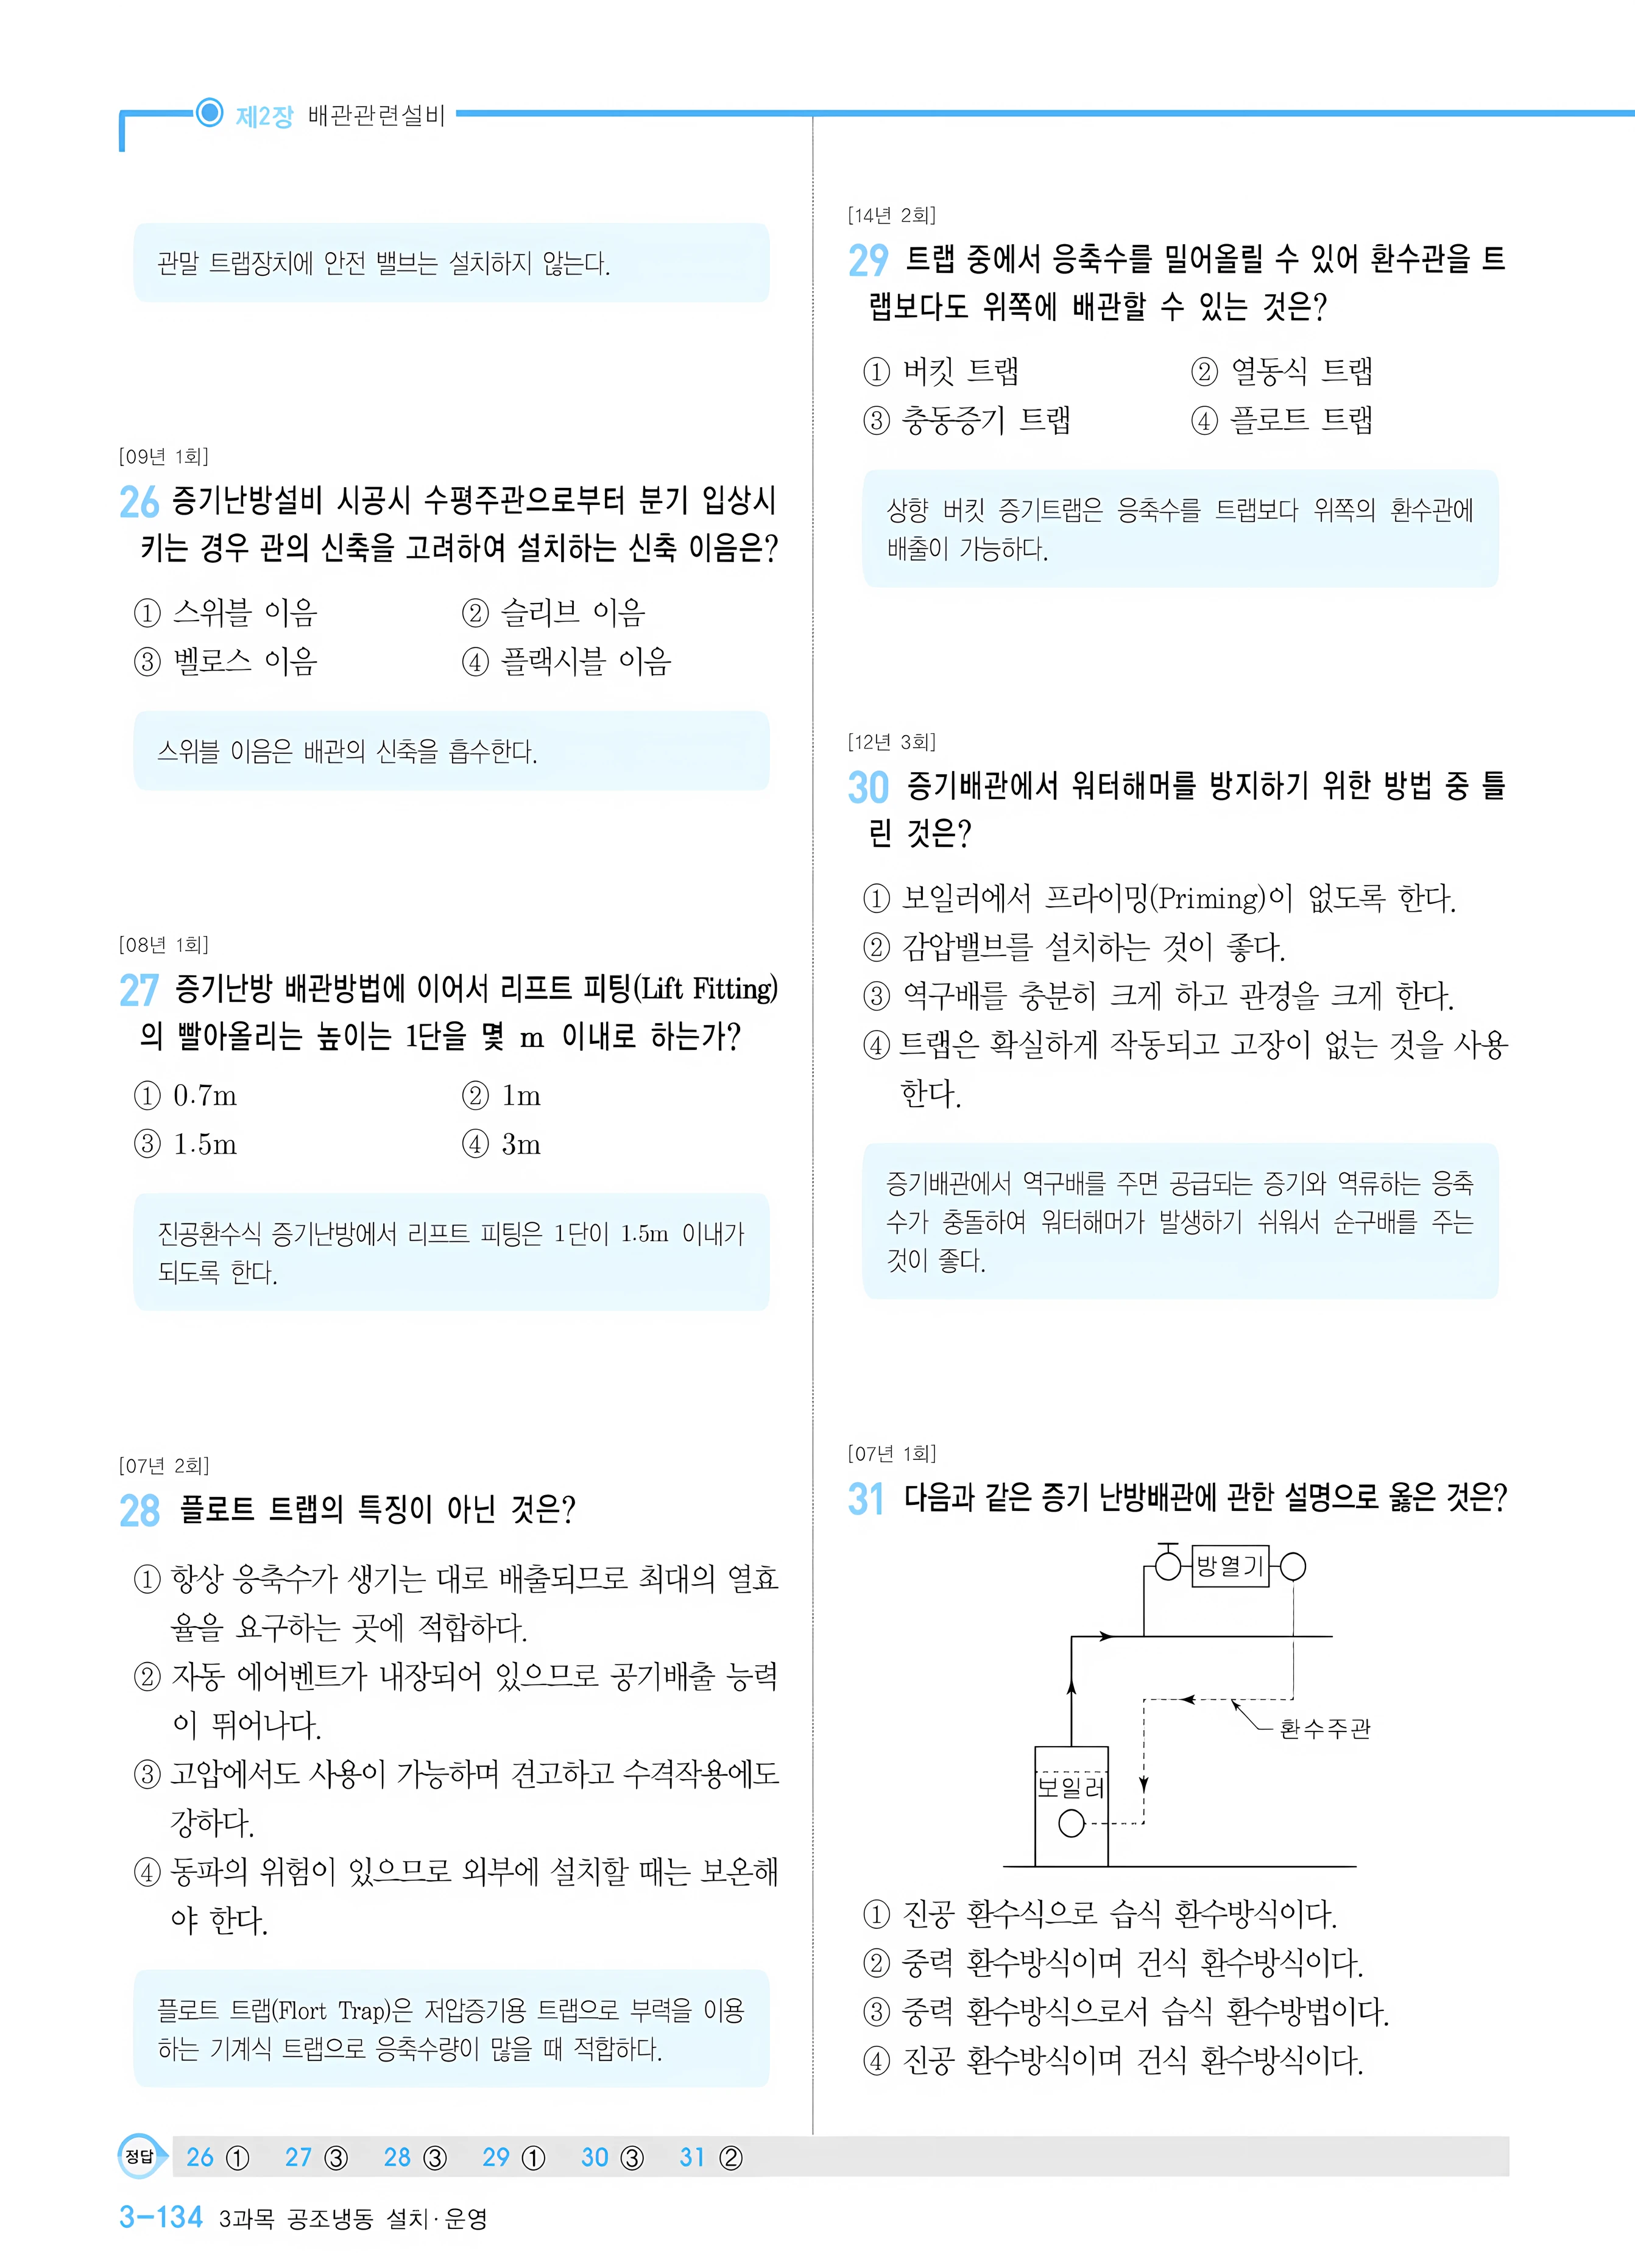 제2장 배관관련설비
관말 트랩장치에 안전 밸브는 설치하지 않는다.
[09년 1회]
26 증기난방설비 시공시 수평주관으로부터 분기 입상시
키는 경우 관의 신축을 고려하여 설치하는 신축 이음은?
① 스위블 이음 ② 슬리브 이음
③ 벨로스 이음 ④ 플랙시블 이음
스위블 이음은 배관의 신축을 흡수한다.
[08년 1회]
27 증기난방 배관방법에 이어서 리프트 피팅(Lift Fitting)
의 빨아올리는 높이는 1단을 몇 m 이내로 하는가?
① 0.7m ② 1m
③ 1.5m ④ 3m
진공환수식 증기난방에서 리프트 피팅은 1단이 1.5m 이내가
되도록 한다.
[07년 2회]
28 플로트 트랩의 특징이 아닌 것은?
① 항상 응축수가 생기는 대로 배출되므로 최대의 열효
율을 요구하는 곳에 적합하다.
② 자동 에어벤트가 내장되어 있으므로 공기배출 능력
이 뛰어나다.
③ 고압에서도 사용이 가능하며 견고하고 수격작용에도
강하다.
④ 동파의 위험이 있으므로 외부에 설치할 때는 보온해
야 한다.
플로트 트랩(Flort Trap)은 저압증기용 트랩으로 부력을 이용
하는 기계식 트랩으로 응축수량이 많을 때 적합하다.
[14년 2회]
29 트랩 중에서 응축수를 밀어올릴 수 있어 환수관을 트
랩보다도 위쪽에 배관할 수 있는 것은?
① 버킷 트랩 ② 열동식 트랩
③ 충동증기 트랩 ④ 플로트 트랩
상향 버킷 증기트랩은 응축수를 트랩보다 위쪽의 환수관에
배출이 가능하다.
[12년 3회]
30 증기배관에서 워터해머를 방지하기 위한 방법 중 틀
린 것은?
① 보일러에서 프라이밍(Priming)이 없도록 한다.
② 감압밸브를 설치하는 것이 좋다.
③ 역구배를 충분히 크게 하고 관경을 크게 한다.
④ 트랩은 확실하게 작동되고 고장이 없는 것을 사용
한다.
증기배관에서 역구배를 주면 공급되는 증기와 역류하는 응축
수가 충돌하여 워터해머가 발생하기 쉬워서 순구배를 주는
것이 좋다.
[07년 1회]
31 다음과 같은 증기 난방배관에 관한 설명으로 옳은 것은?
방열기
환수주관
보일러
① 진공 환수식으로 습식 환수방식이다.
② 중력 환수방식이며 건식 환수방식이다.
③ 중력 환수방식으로서 습식 환수방법이다.
④ 진공 환수방식이며 건식 환수방식이다.
정답 26 ① 27 ③ 28 ③ 29 ① 30 ③ 31 ②
3-134 3과목 공조냉동 설치·운영